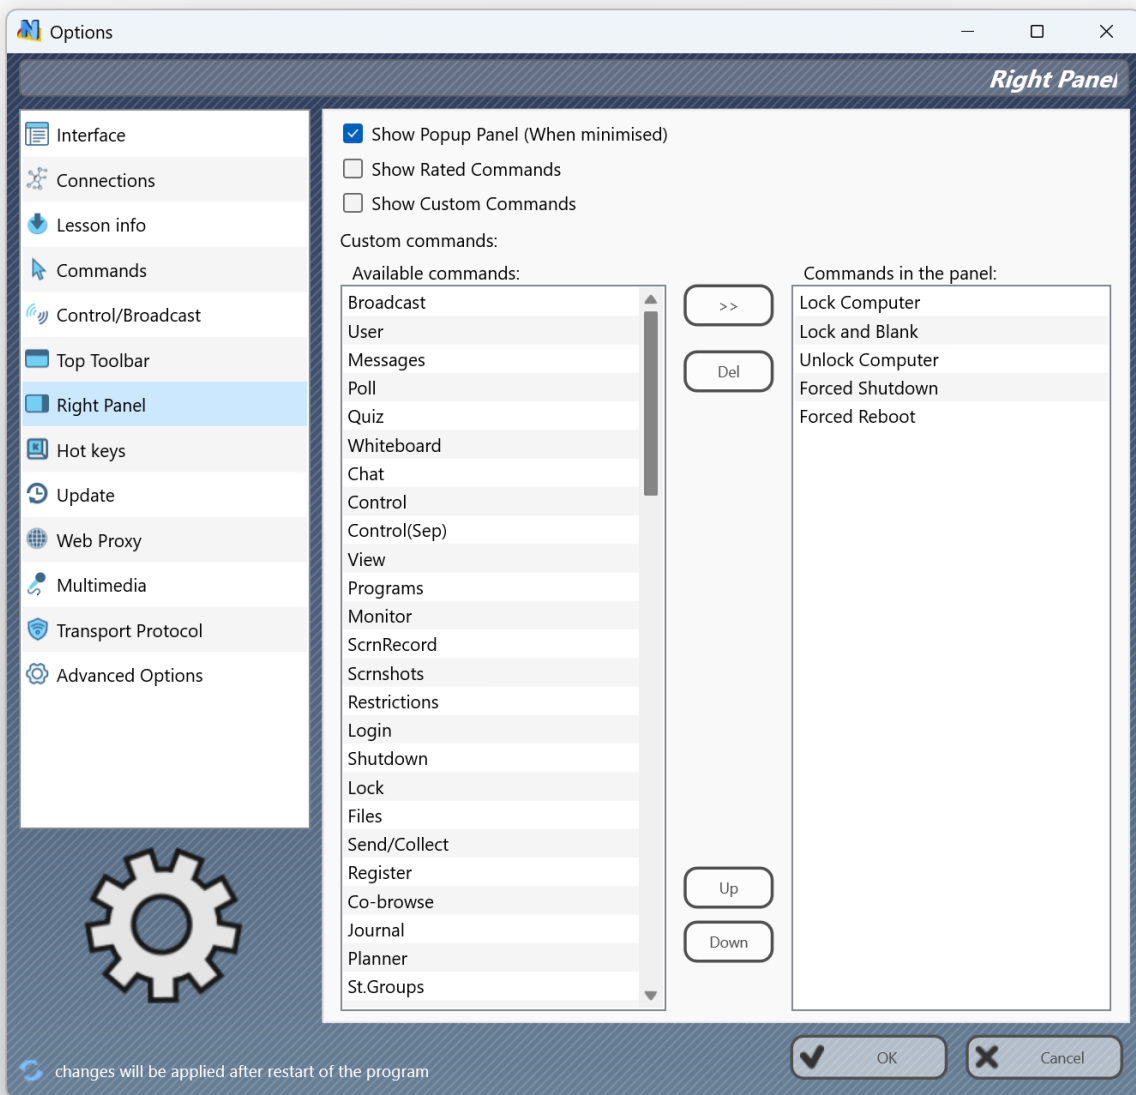 Options
Right Panel
Interface
Connections
Lesson info
Commands
Control/Broadcast
Top Toolbar
Right Panel
Hot keys
Update
Web Proxy
Multimedia
Transport Protocol
Advanced Options
Show Popup Panel (When minimised)
Show Rated Commands
Show Custom Commands
Custom commands:
Available commands:
Broadcast
User
Messages
Poll
Quiz
Whiteboard
Chat
Control
Control(Sep)
View
Programs
Monitor
ScrnRecord
Scrnshots
Restrictions
Login
Shutdown
Lock
Files
Send/Collect
Register
Co-browse
Journal
Planner
St.Groups
>>
Del
Up
Down
Commands in the panel:
Lock Computer
Lock and Blank
Unlock Computer
Forced Shutdown
Forced Reboot
changes will be applied after restart of the program
OK
Cancel